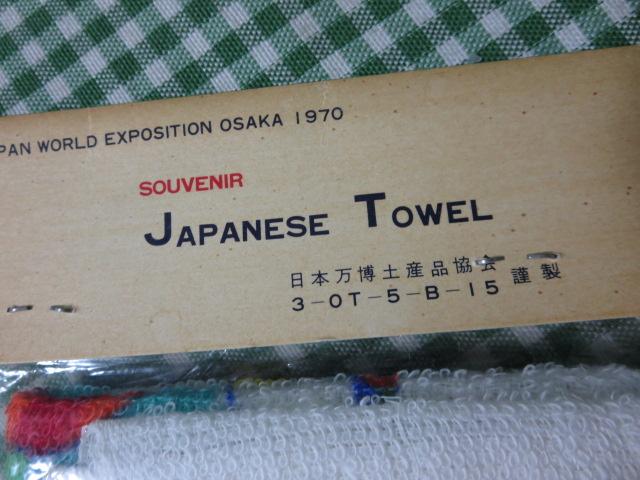 PAN WORLD EXPOSITION OSAKA 1970
SOUVENIR
JAPANESE TOWEL
日本万博土産品協会 謹製
3-OT-5-B-15